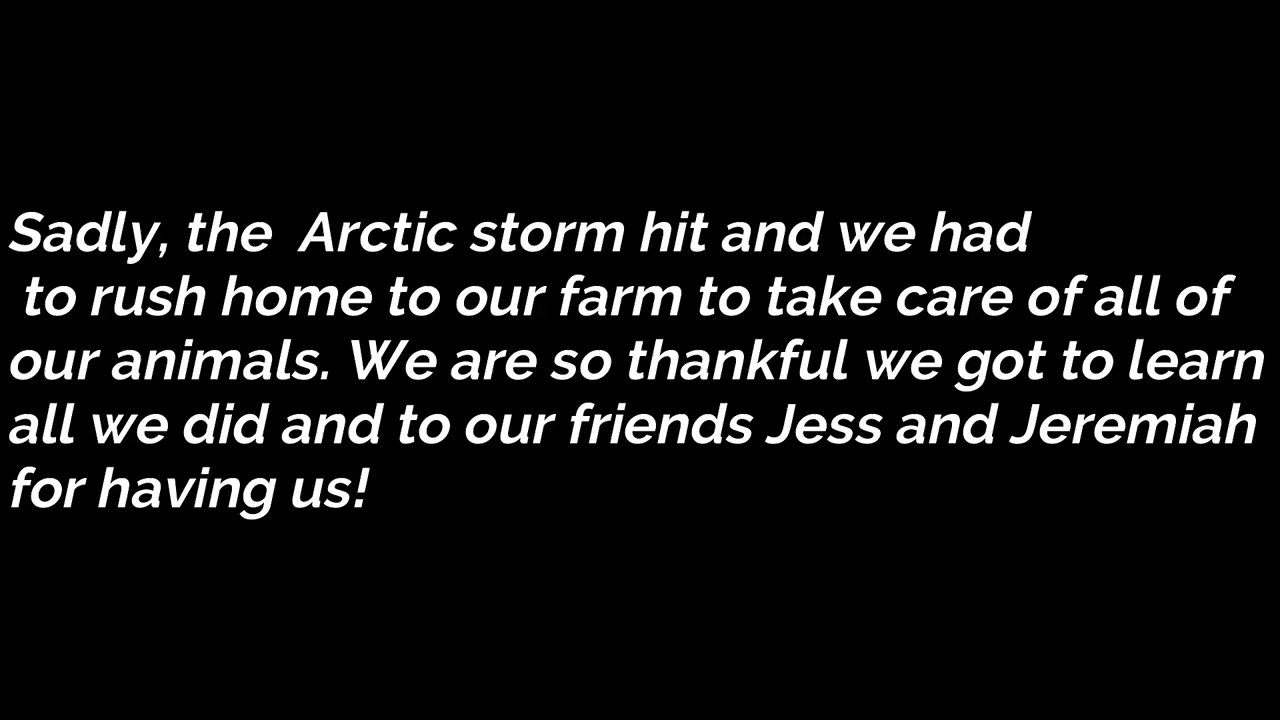 Sadly, the  Arctic storm hit and we had
to rush home to our farm to take care of all of
our animals. We are so thankful we got to learn
all we did and to our friends Jess and Jeremiah
for having us!